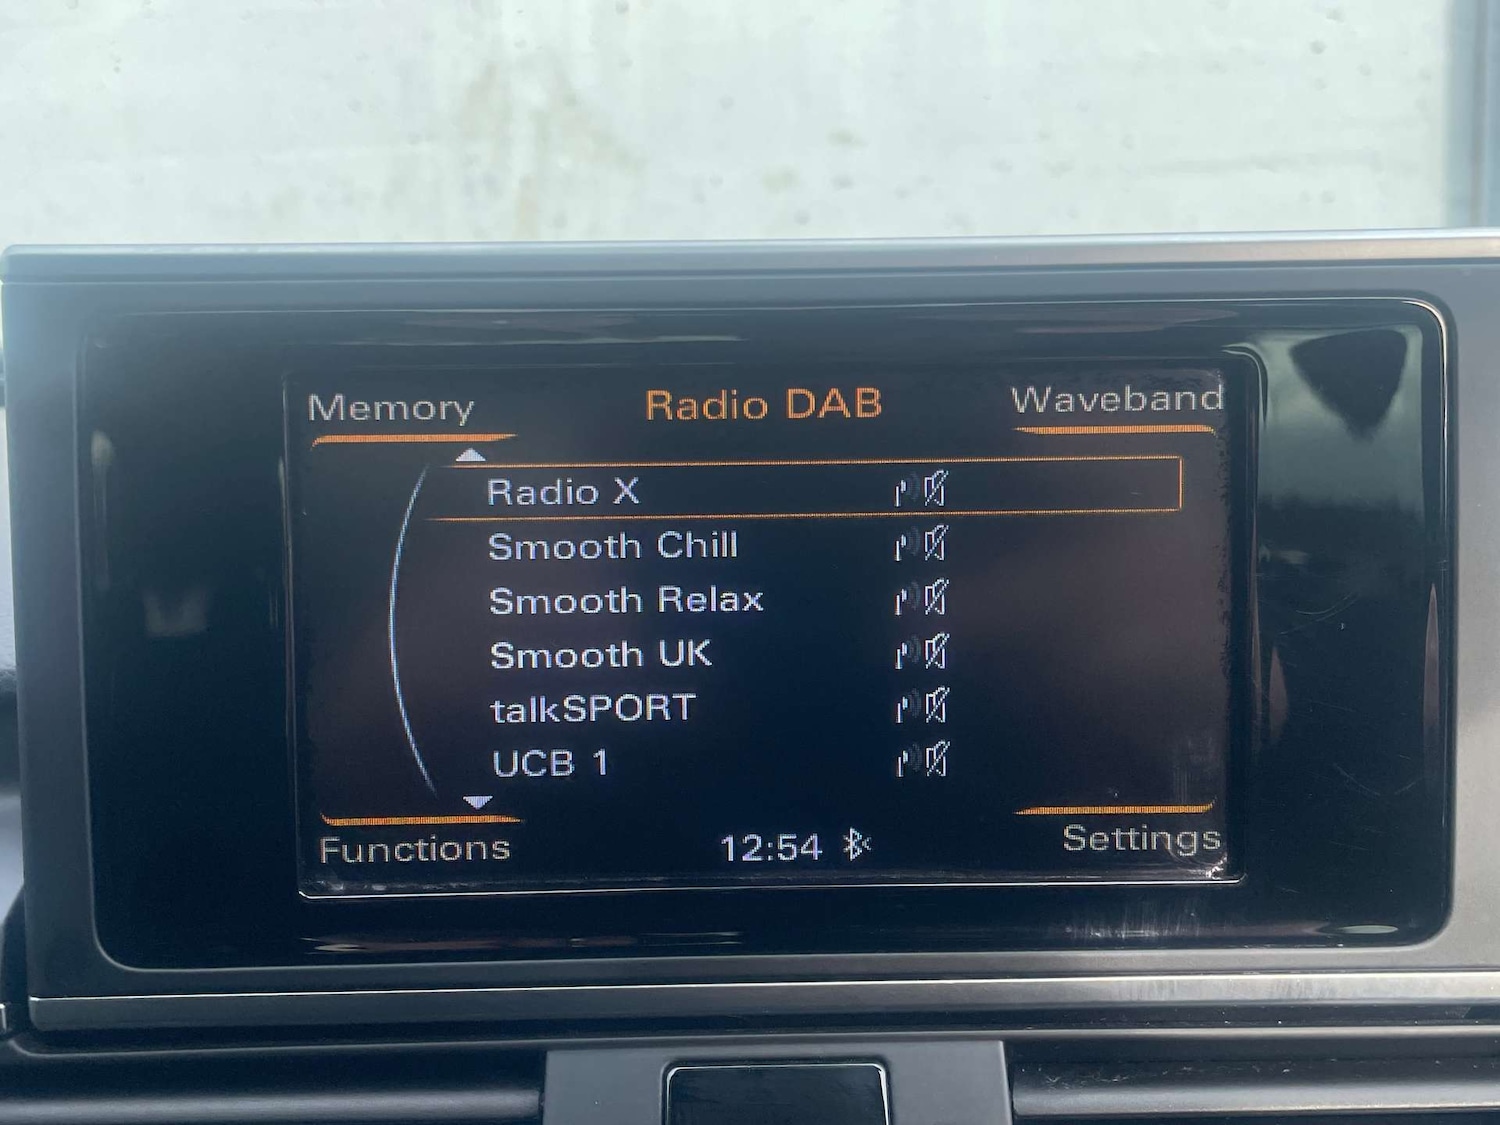 Memory Radio DAB Waveband
Radio X
Smooth Chill
Smooth Relax
Smooth UK
talkSPORT
UCB 1
Functions 12:54 Settings